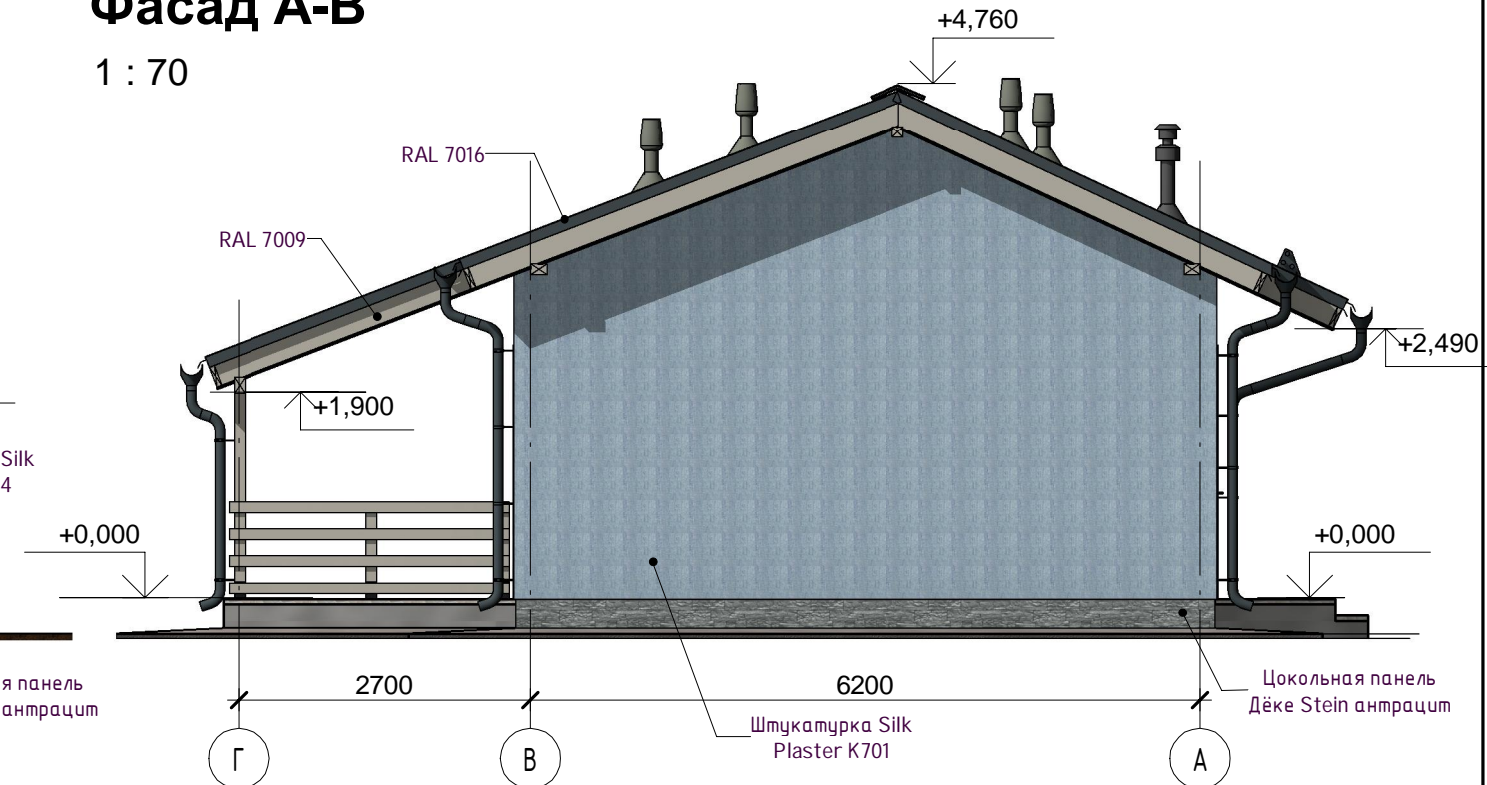 Фасад А-В
1 : 70
+4,760
RAL 7016
RAL 7009
+2,490
+1,900
Silk
4
+0,000
+0,000
я панель
антрацит
2700
6200
Цокольная панель
Дёке Stein антрацит
Штукатурка Silk
Plaster K701
Г
В
А